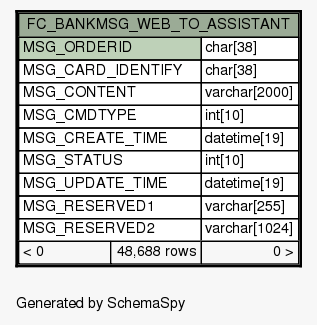 FC_BANKMSG_WEB_TO_ASSISTANT
MSG_ORDERID char[38]
MSG_CARD_IDENTIFY char[38]
MSG_CONTENT varchar[2000]
MSG_CMDTYPE int[10]
MSG_CREATE_TIME datetime[19]
MSG_STATUS int[10]
MSG_UPDATE_TIME datetime[19]
MSG_RESERVED1 varchar[255]
MSG_RESERVED2 varchar[1024]
< 0 48,688 rows 0 >
Generated by SchemaSpy